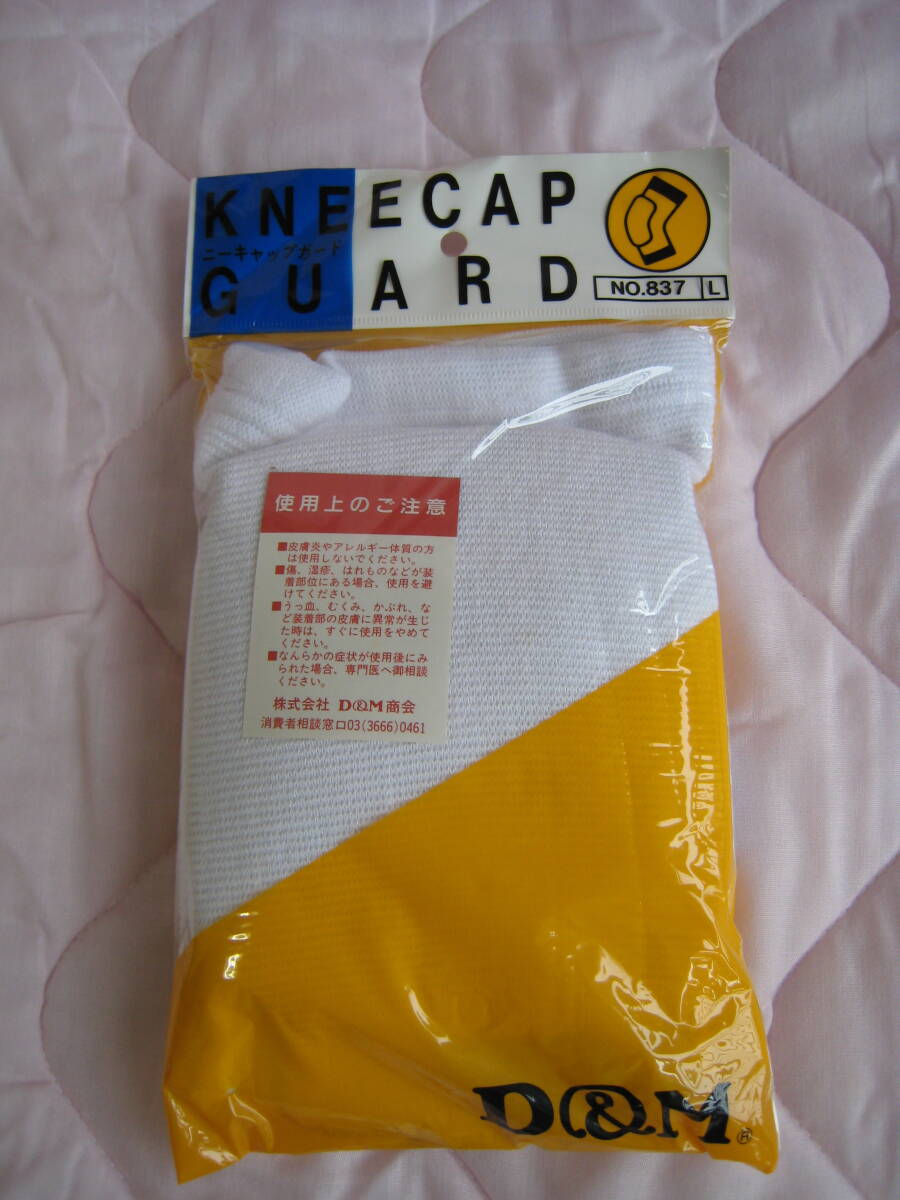 KNEECAP
ニーキャップガード
GUARD
NO.837 L
使用上のご注意
■皮膚炎やアレルギー体質の方
は使用しないでください。
■傷、湿疹、はれものなどが装
着部位にある場合、使用を避
けてください。
■うっ血、むくみ、かぶれ、な
ど装着部の皮膚に異常が生じ
た時は、すぐに使用をやめて
ください。
■なんらかの症状が使用後にみ
られた場合、専門医へ御相談
ください。
株式会社 D&M商会
消費者相談窓口03(3666)0461
D&M®